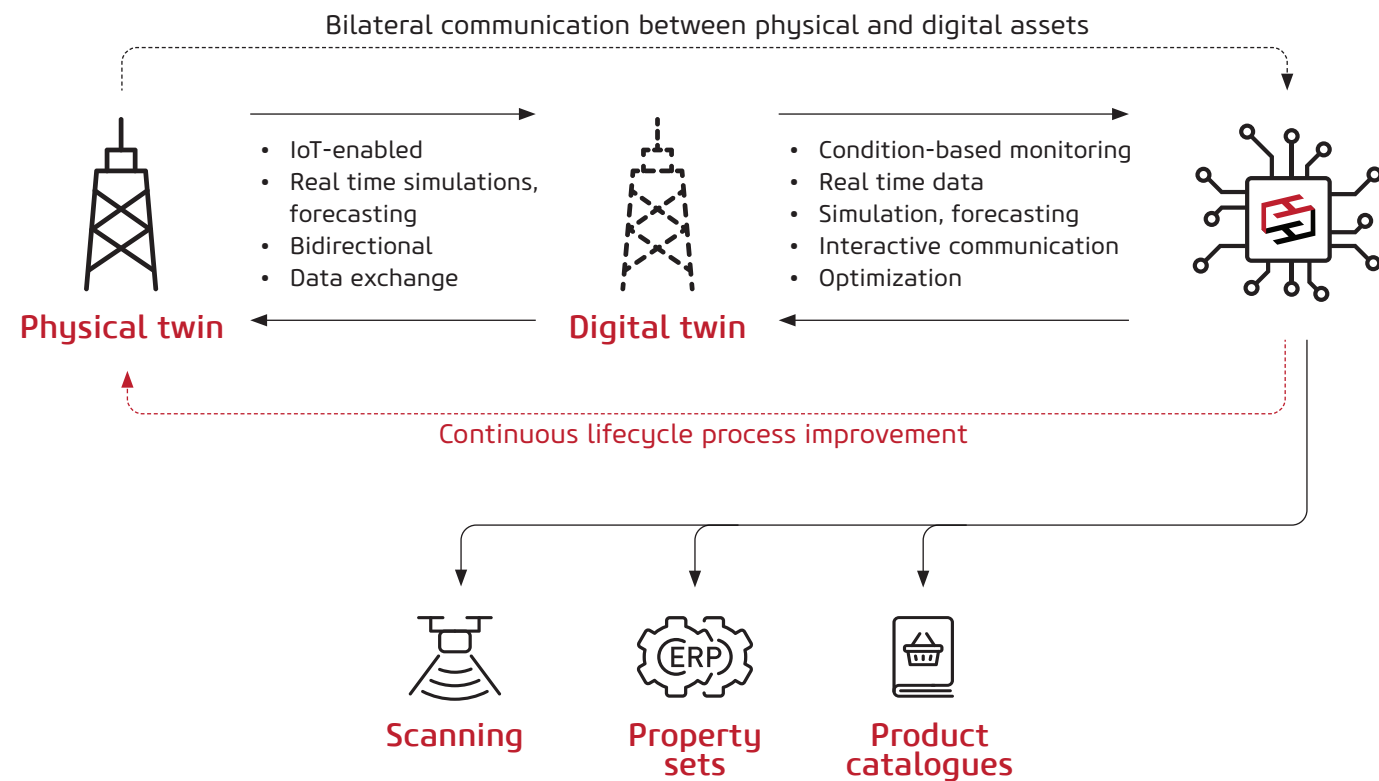 Bilateral communication between physical and digital assets
• IoT-enabled
• Real time simulations,
forecasting
• Bidirectional
• Data exchange
• Condition-based monitoring
• Real time data
• Simulation, forecasting
• Interactive communication
• Optimization
Physical twin
Digital twin
Continuous lifecycle process improvement
ERP
Scanning
Property
sets
Product
catalogues